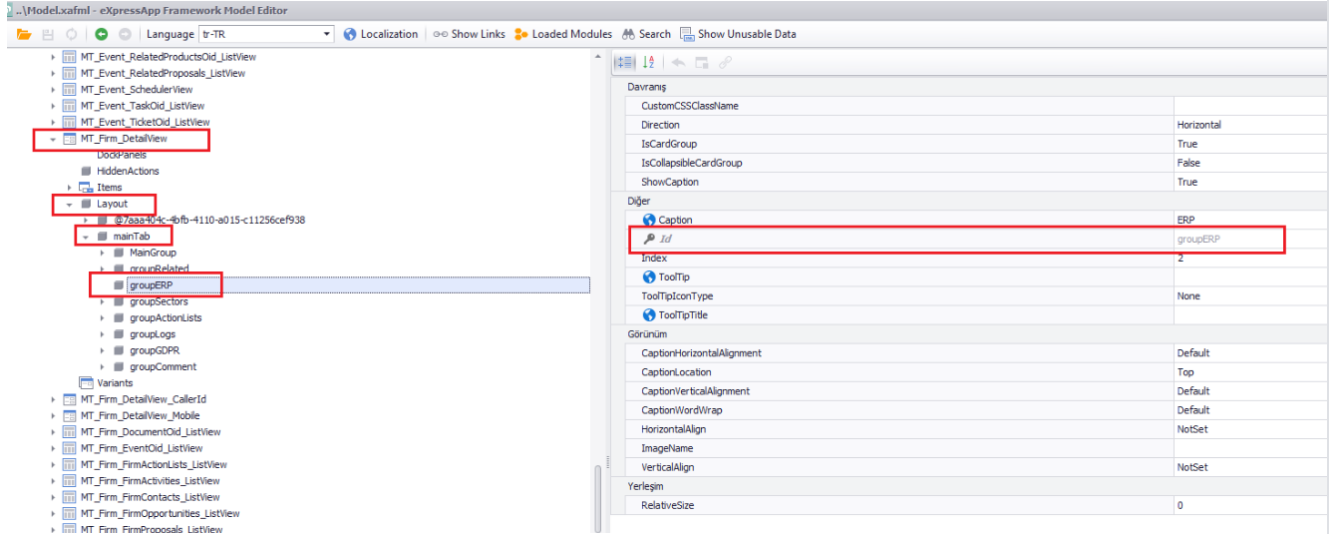 ..\Model.xafml - eXpressApp Framework Model Editor
Language tr-TR Localization Show Links Loaded Modules Search Show Unusable Data
MT_Event_RelatedProductsOid_ListView
MT_Event_RelatedProposals_ListView
MT_Event_SchedulerView
MT_Event_TaskOid_ListView
MT_Event_TicketOid_ListView
MT_Firm_DetailView
DockPanels
HiddenActions
Items
Layout
@7aaa404c-4bfb-4110-a015-c11256cef938
mainTab
MainGroup
groupRelated
groupERP
groupSectors
groupActionLists
groupLogs
groupGDPR
groupComment
Variants
MT_Firm_DetailView_CallerId
MT_Firm_DetailView_Mobile
MT_Firm_DocumentOid_ListView
MT_Firm_EventOid_ListView
MT_Firm_FirmActionLists_ListView
MT_Firm_FirmActivities_ListView
MT_Firm_FirmContacts_ListView
MT_Firm_FirmOpportunities_ListView
MT_Firm_FirmProposals_ListView
Davranış
CustomCSSClassName
Direction Horizontal
IsCardGroup True
IsCollapsibleCardGroup False
ShowCaption True
Diğer
Caption ERP
Id groupERP
Index 2
ToolTip
ToolTipIconType None
ToolTipTitle
Görünüm
CaptionHorizontalAlignment Default
CaptionLocation Top
CaptionVerticalAlignment Default
CaptionWordWrap Default
HorizontalAlign NotSet
ImageName
VerticalAlign NotSet
Yerleşim
RelativeSize 0